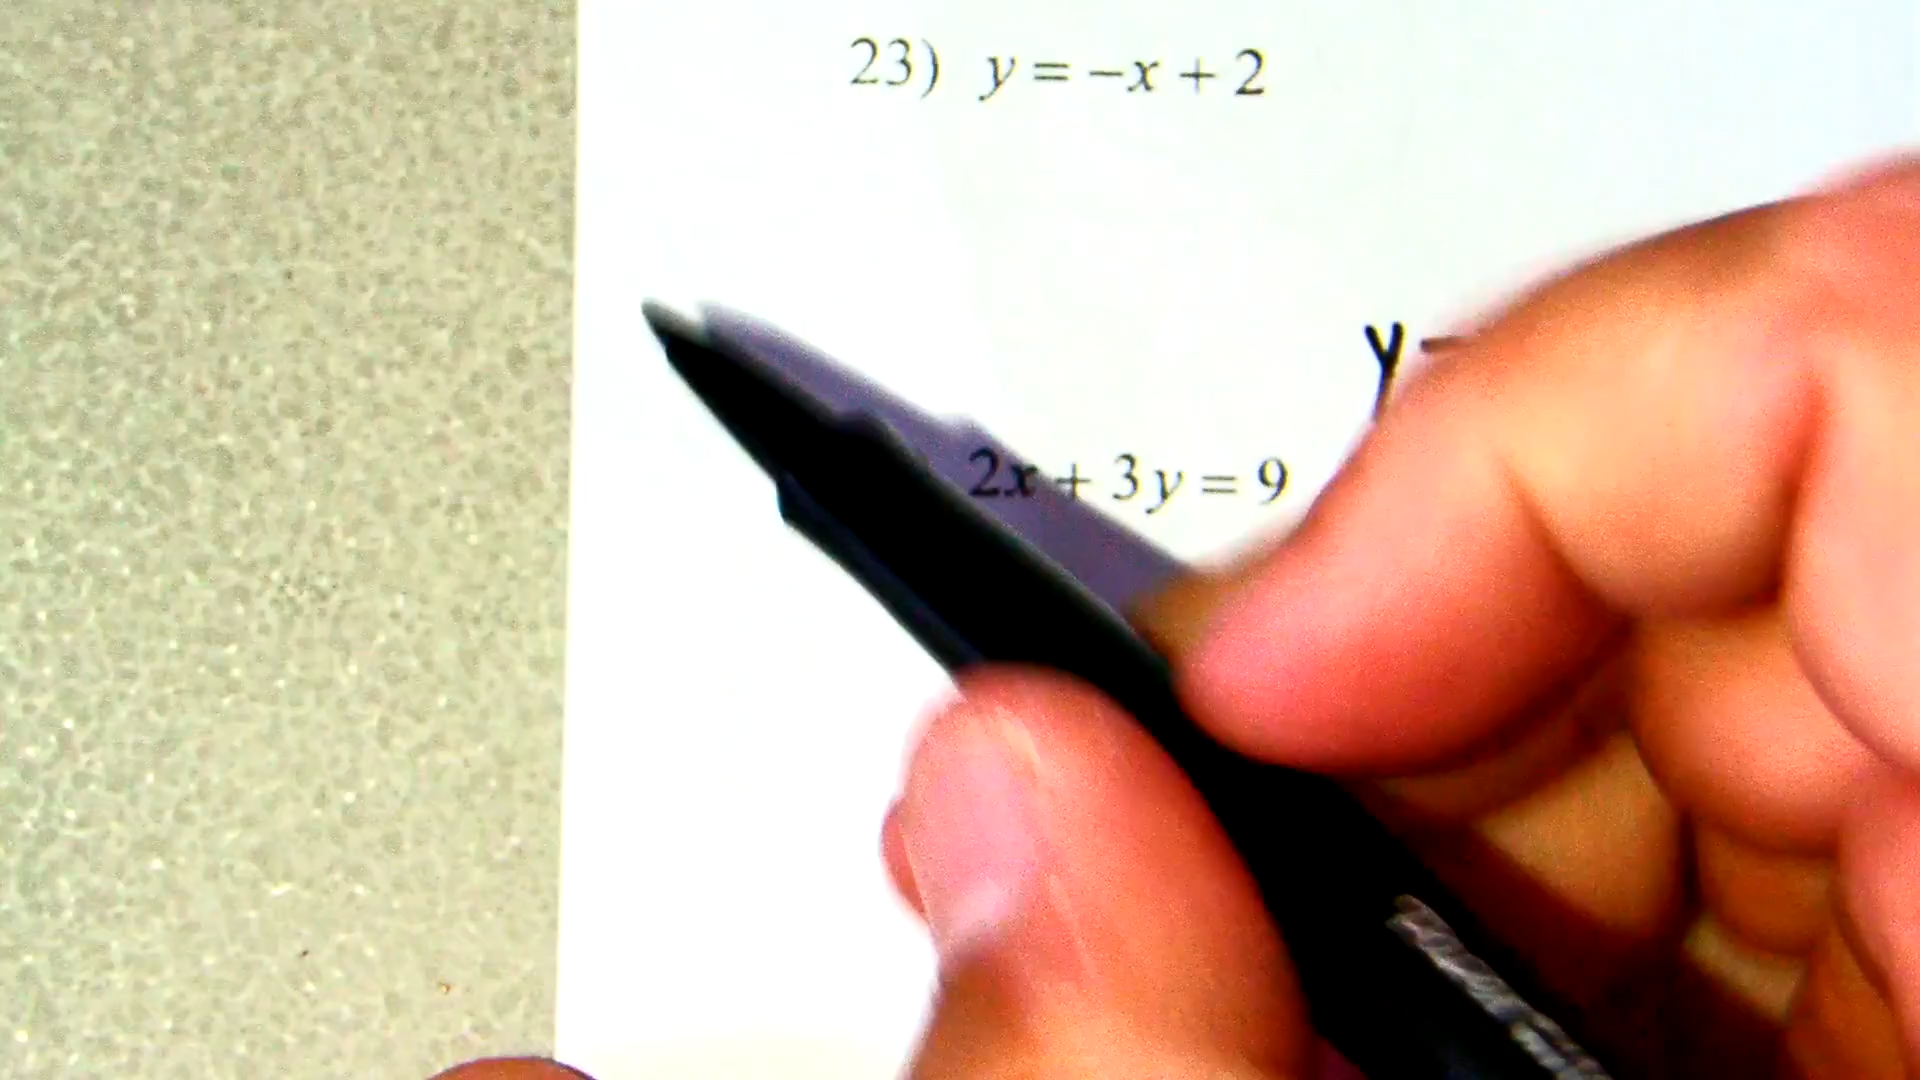 23) y = -x + 2
y -
2x + 3y = 9